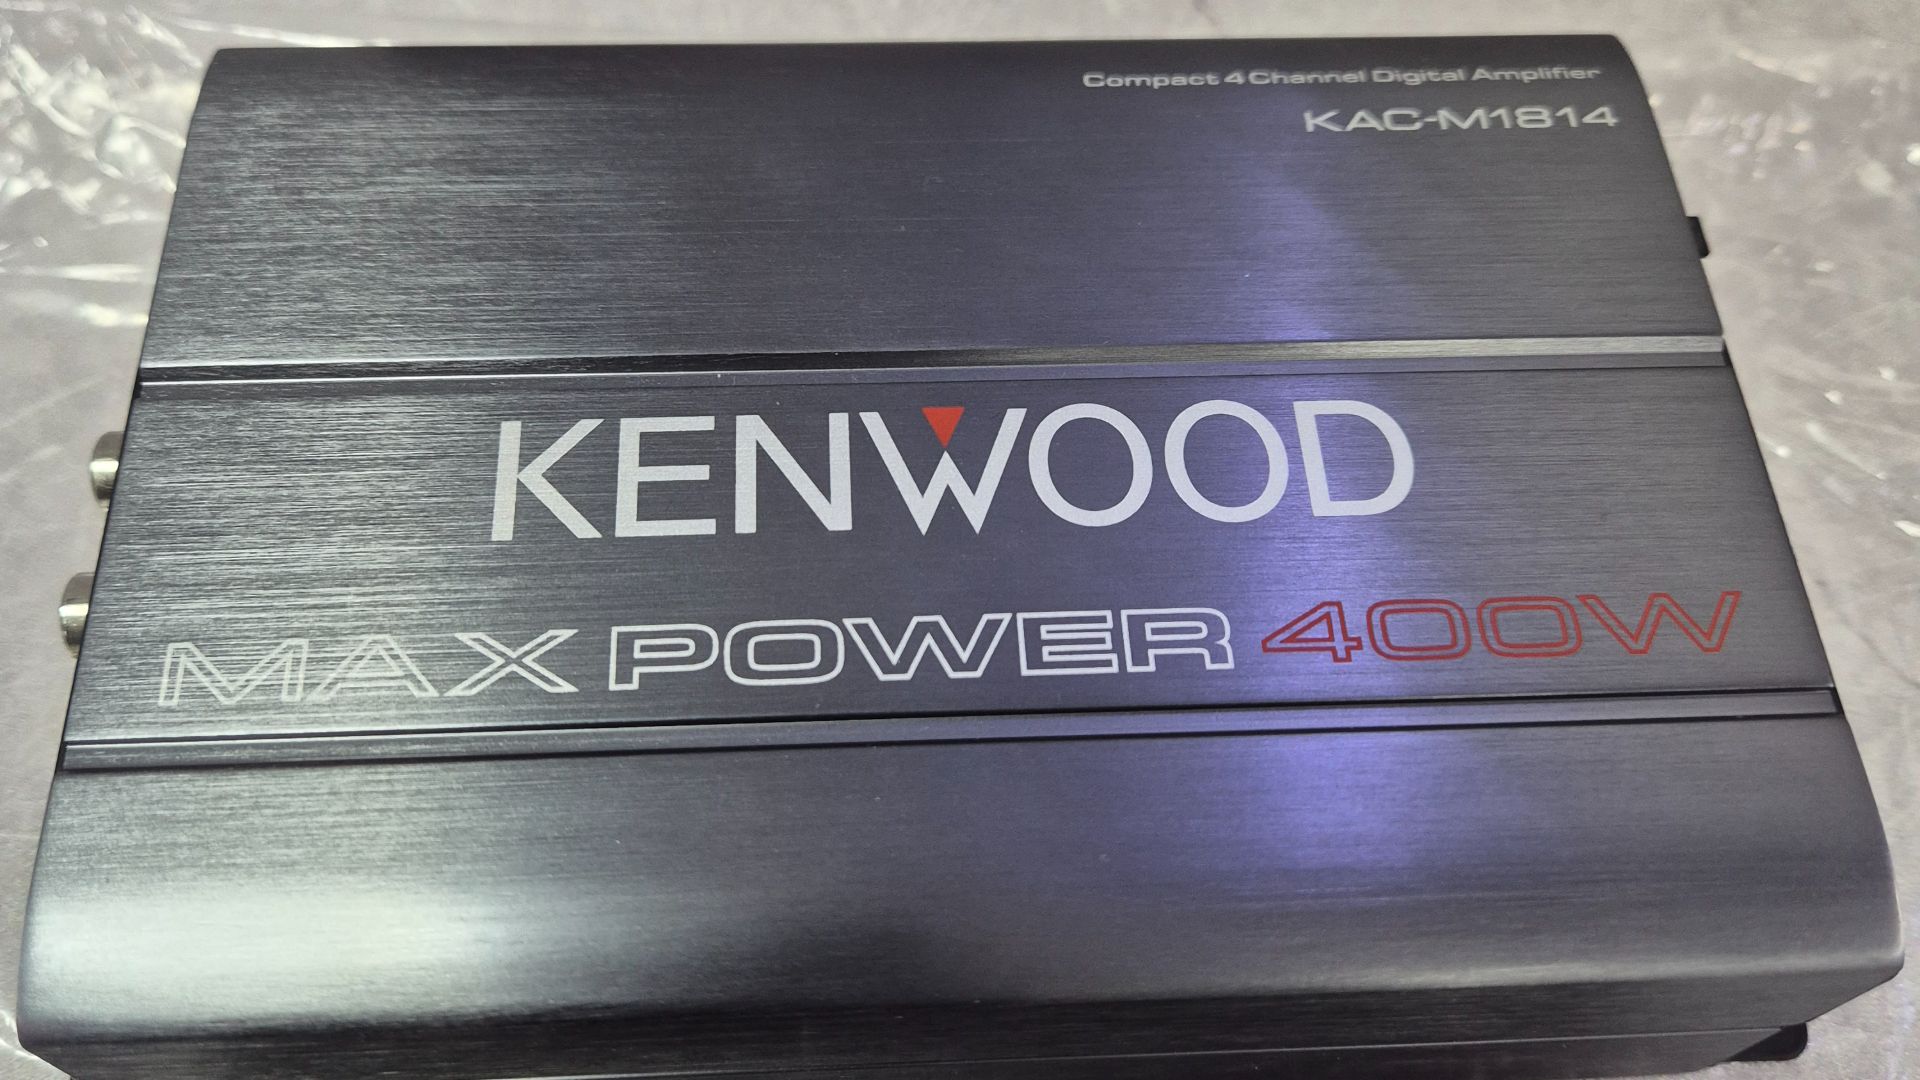 Compact 4 Channel Digital Amplifier
KAC-M1814
KENWOOD
MAX POWER 400W